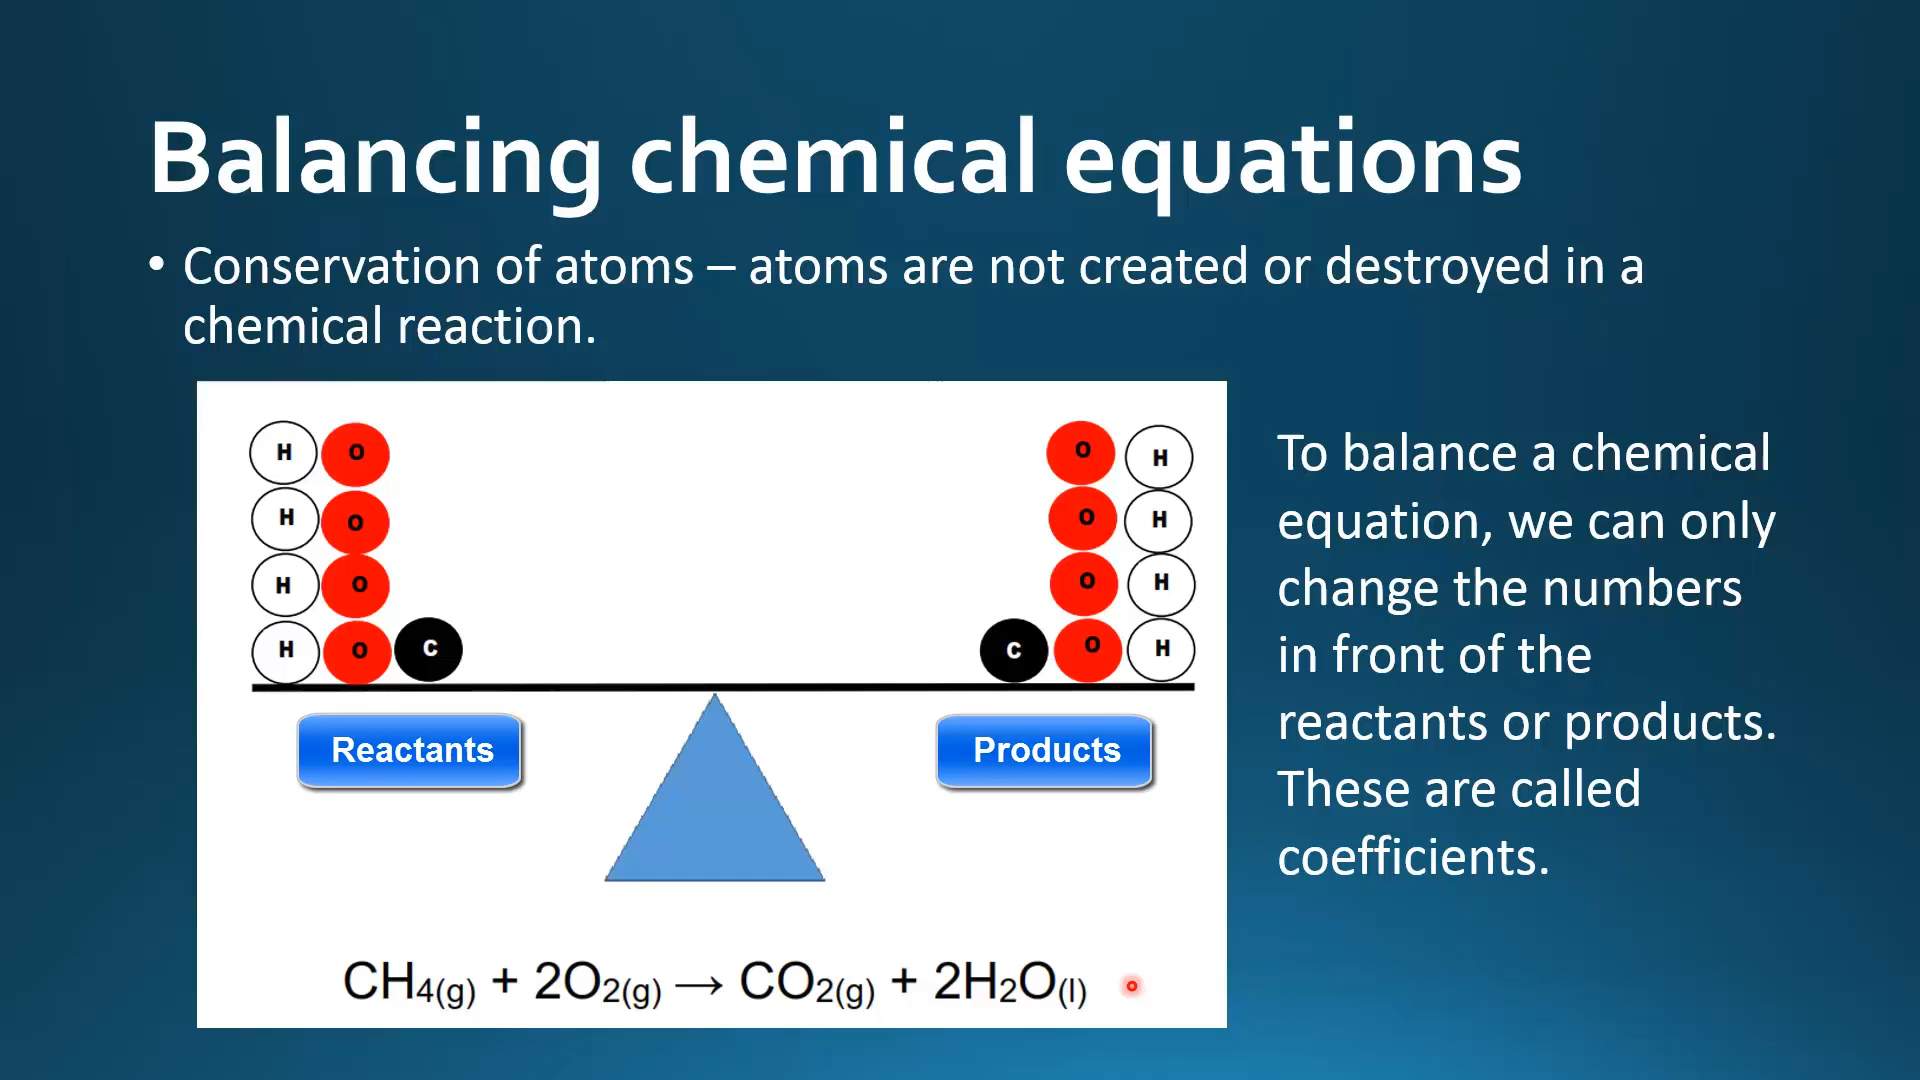 Balancing chemical equations
• Conservation of atoms – atoms are not created or destroyed in a
chemical reaction.
H O O H
H O O H
H O O H
H O C C O H
Reactants Products
CH₄(g) + 2O₂(g) → CO₂(g) + 2H₂O(l)
To balance a chemical
equation, we can only
change the numbers
in front of the
reactants or products.
These are called
coefficients.